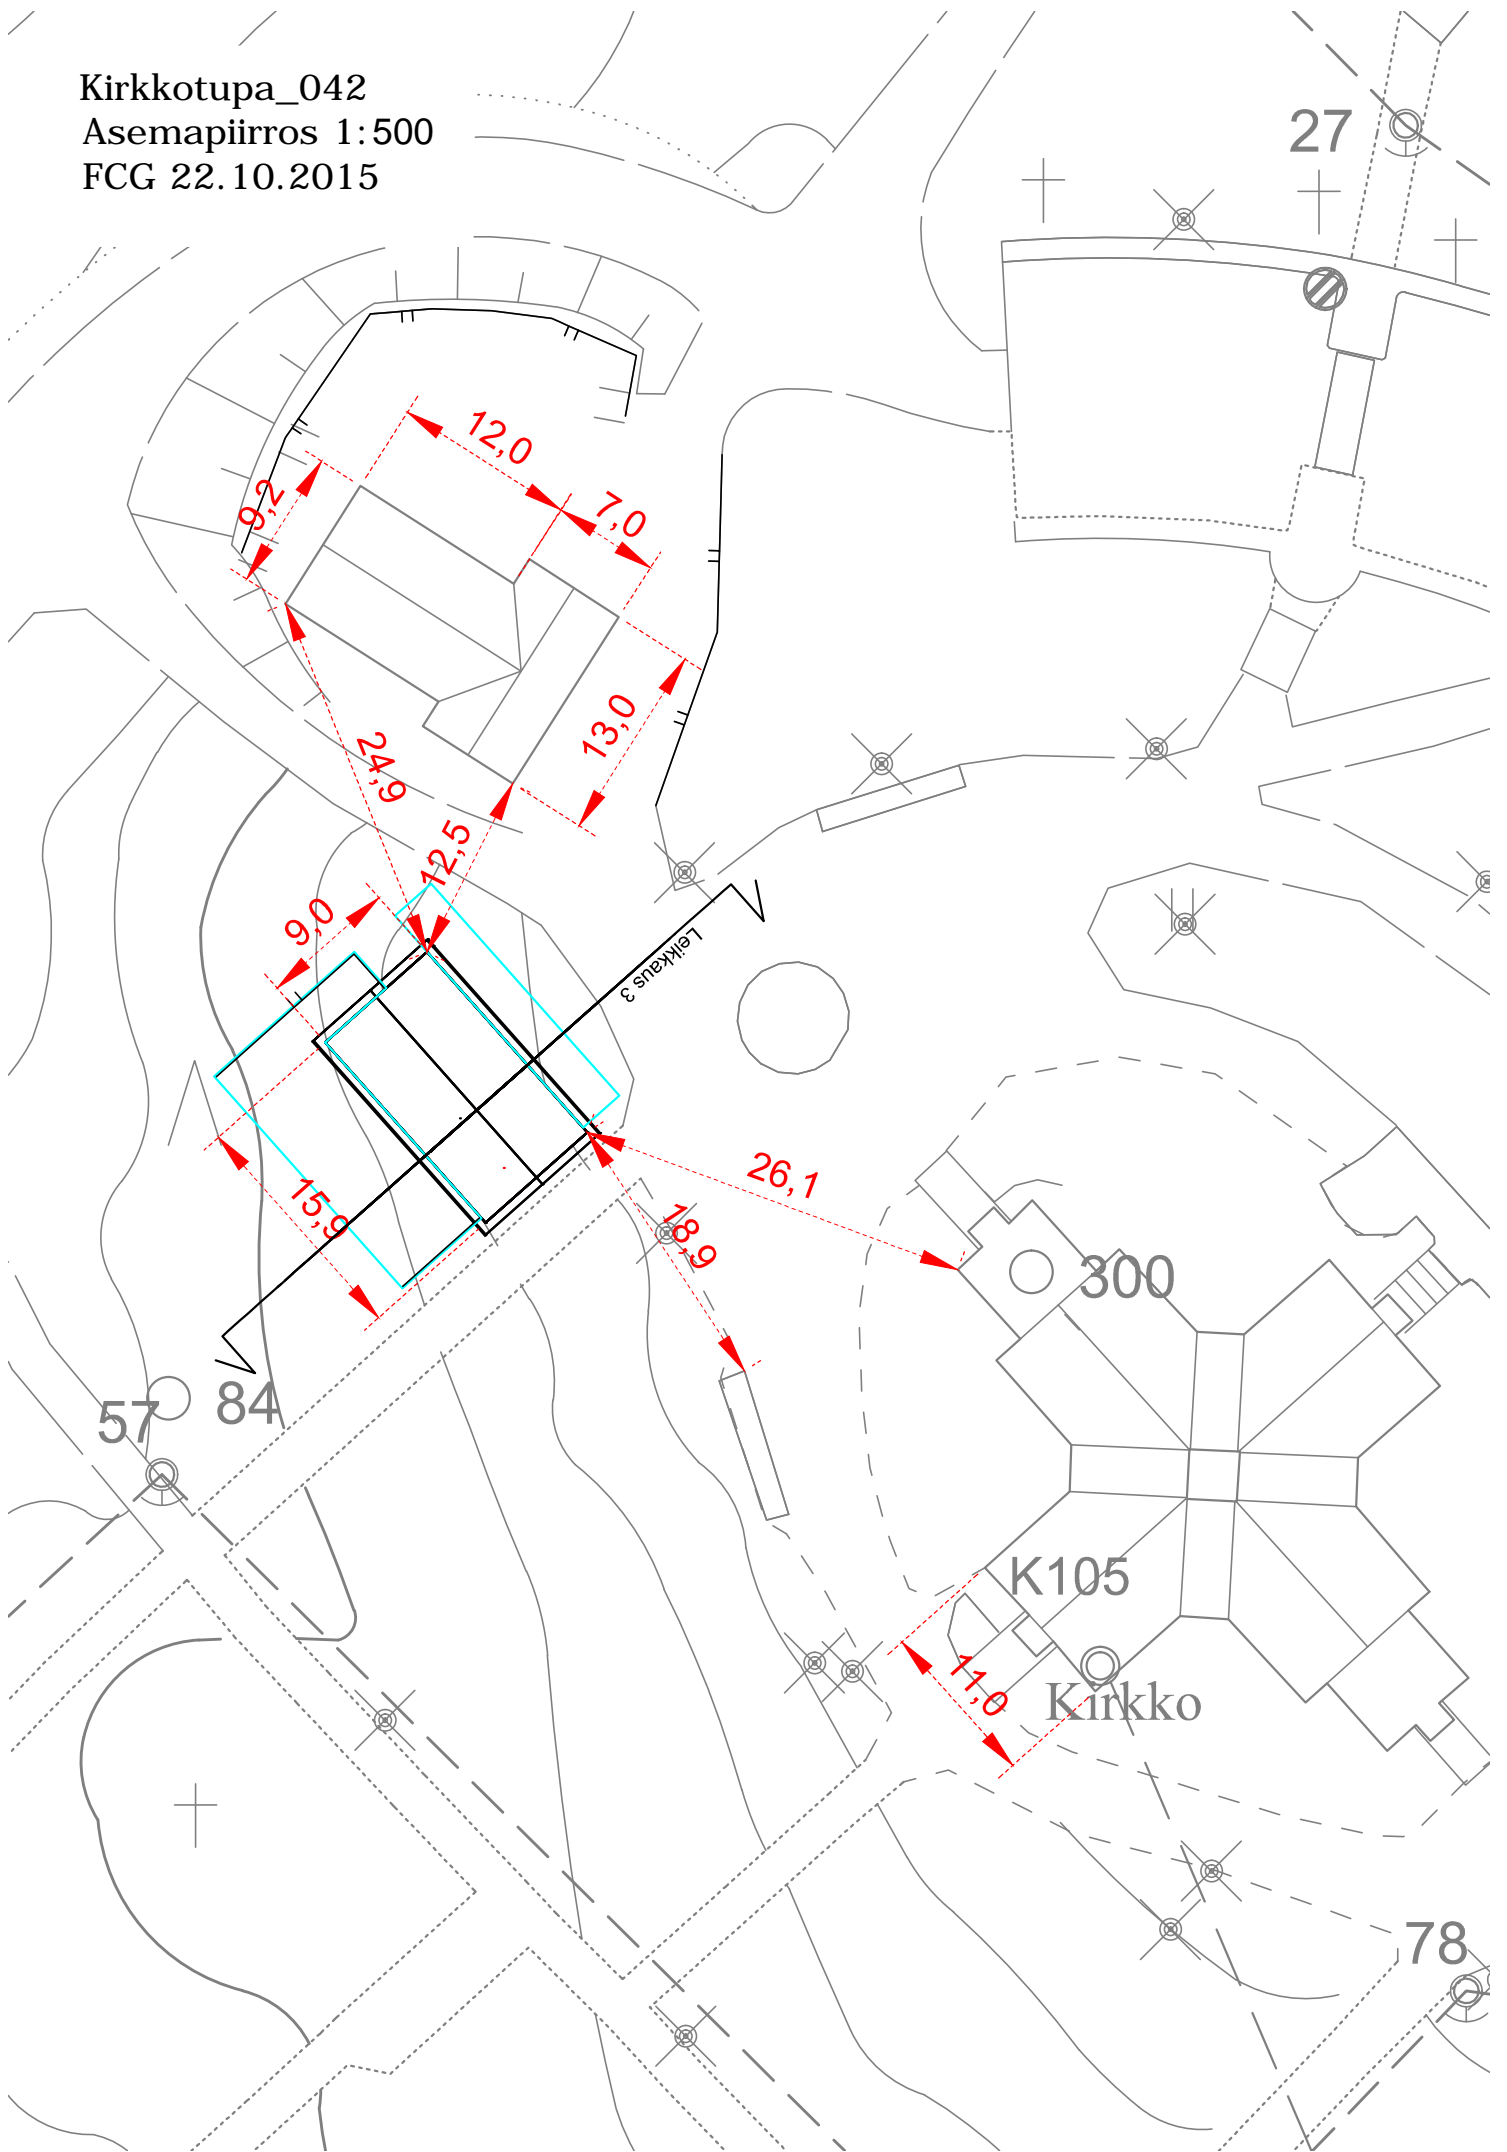 Kirkkotupa_042
Asemapiirros 1:500
FCG 22.10.2015
27
12,0
7,0
9,2
13,0
24,9
12,5
9,0
Leikkaus 3
26,1
15,9
18,9
300
84
57
K105
11,0
Kirkko
78